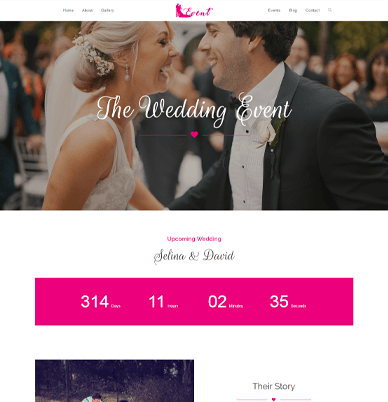 Home About Gallery Event Events Blog Contact
The Wedding Event
Upcoming Wedding
Selina & David
314 Days 11 Hours 02 Minutes 35 Seconds
Their Story